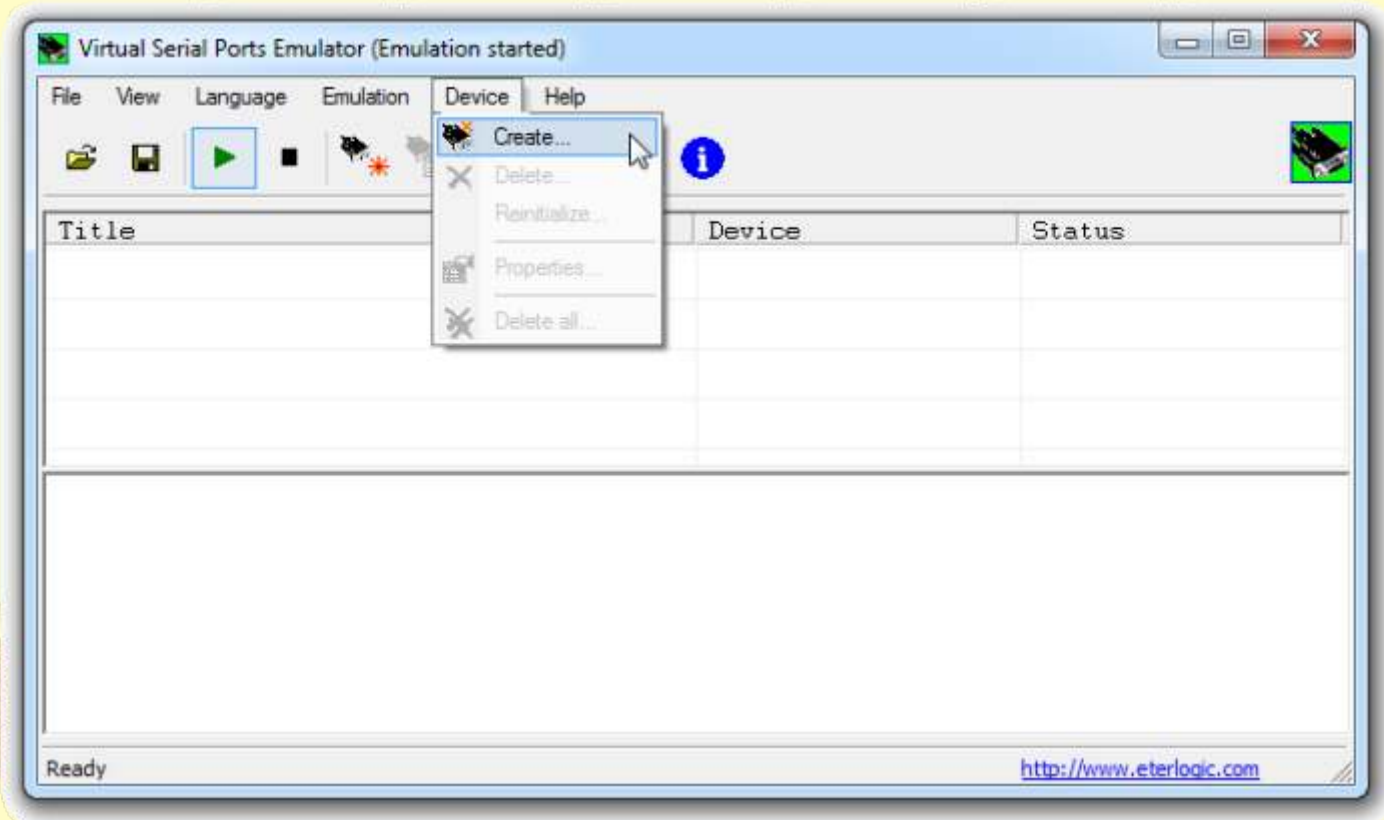 Virtual Serial Ports Emulator (Emulation started)
File View Language Emulation Device Help
Create...
Delete...
Reinitialize...
Properties...
Delete all...
Title Device Status
Ready http://www.eterlogic.com